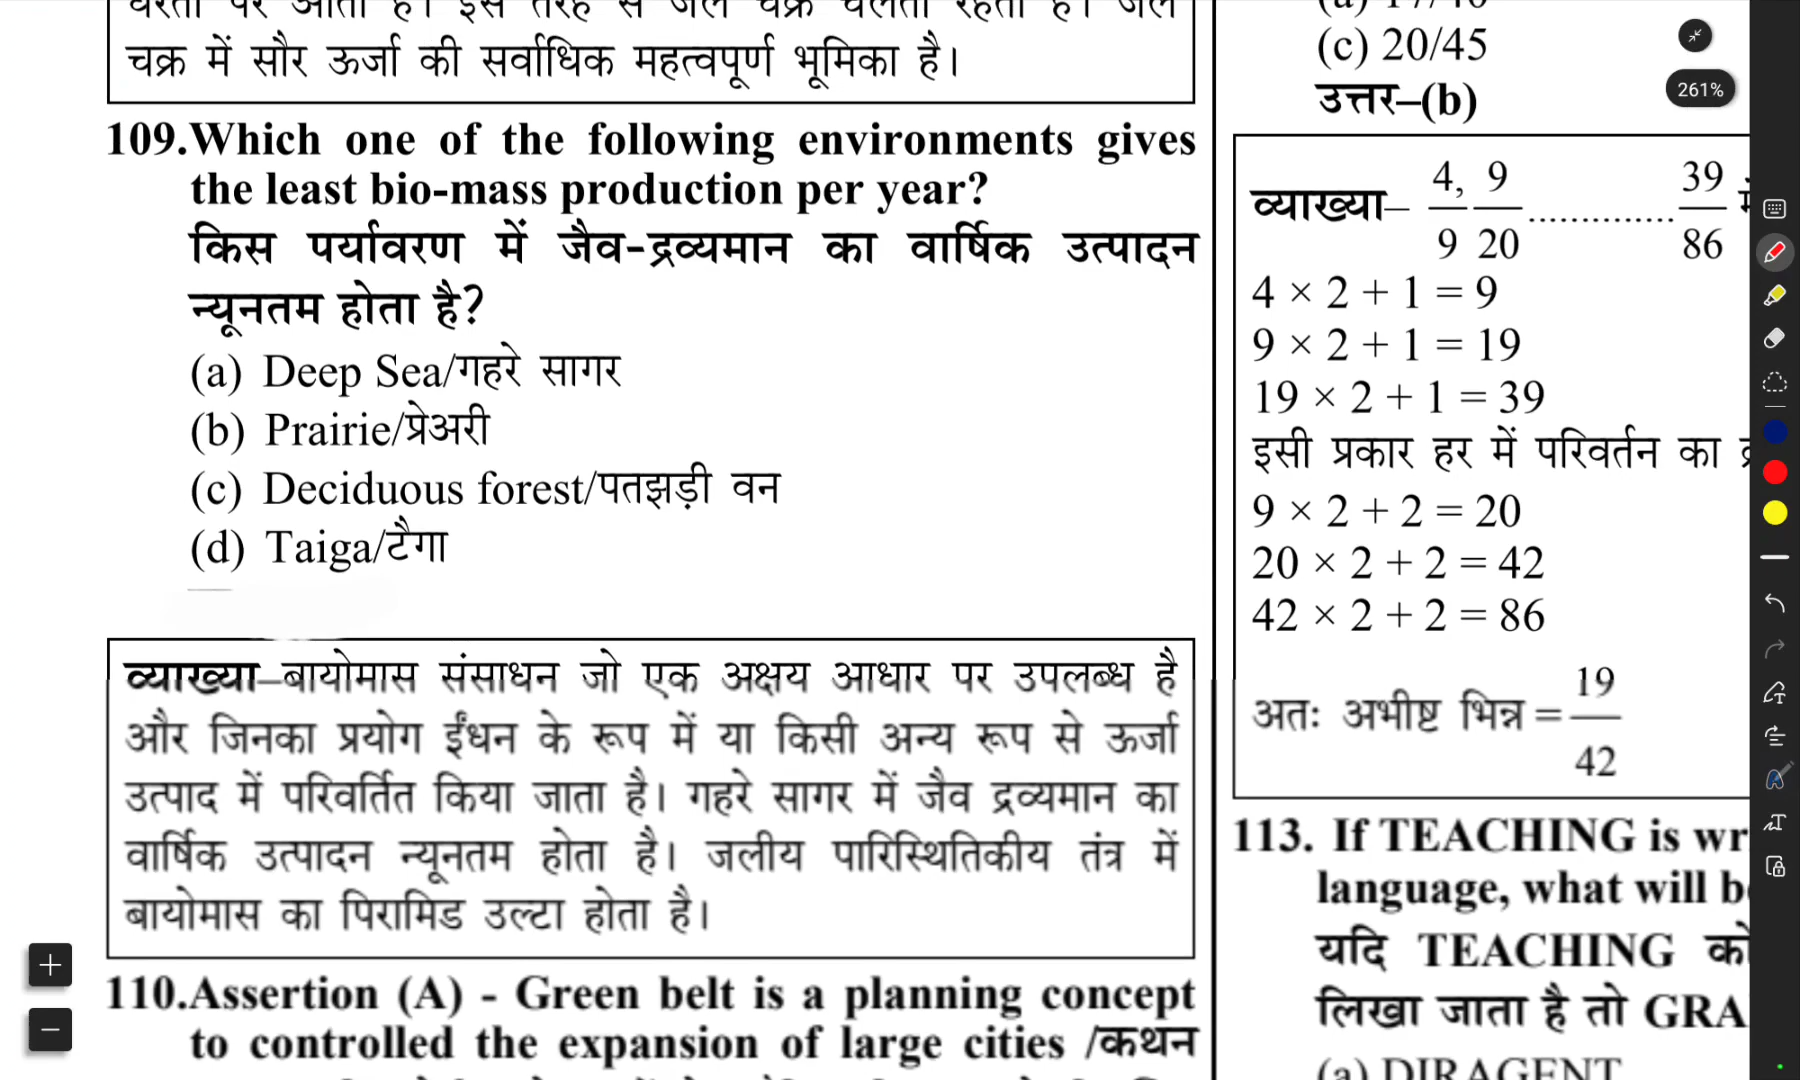 चक्र में सौर ऊर्जा की सर्वाधिक महत्वपूर्ण भूमिका है।
109.Which one of the following environments gives
the least bio-mass production per year?
किस पर्यावरण में जैव-द्रव्यमान का वार्षिक उत्पादन
न्यूनतम होता है?
(a) Deep Sea/गहरे सागर
(b) Prairie/प्रेअरी
(c) Deciduous forest/पतझड़ी वन
(d) Taiga/टैगा
व्याख्या–बायोमास संसाधन जो एक अक्षय आधार पर उपलब्ध है
और जिनका प्रयोग ईंधन के रूप में या किसी अन्य रूप से ऊर्जा
उत्पाद में परिवर्तित किया जाता है। गहरे सागर में जैव द्रव्यमान का
वार्षिक उत्पादन न्यूनतम होता है। जलीय पारिस्थितिकीय तंत्र में
बायोमास का पिरामिड उल्टा होता है।
110.Assertion (A) - Green belt is a planning concept
to controlled the expansion of large cities /कथन
(c) 20/45
उत्तर–(b)
व्याख्या– 4/9, 9/20 ............. 39/86
4 × 2 + 1 = 9
9 × 2 + 1 = 19
19 × 2 + 1 = 39
इसी प्रकार हर में परिवर्तन का
9 × 2 + 2 = 20
20 × 2 + 2 = 42
42 × 2 + 2 = 86
अतः अभीष्ट भिन्न = 19/42
113. If TEACHING is wr
language, what will b
यदि TEACHING को
लिखा जाता है तो GRA
(a) DIRAGENT
261%